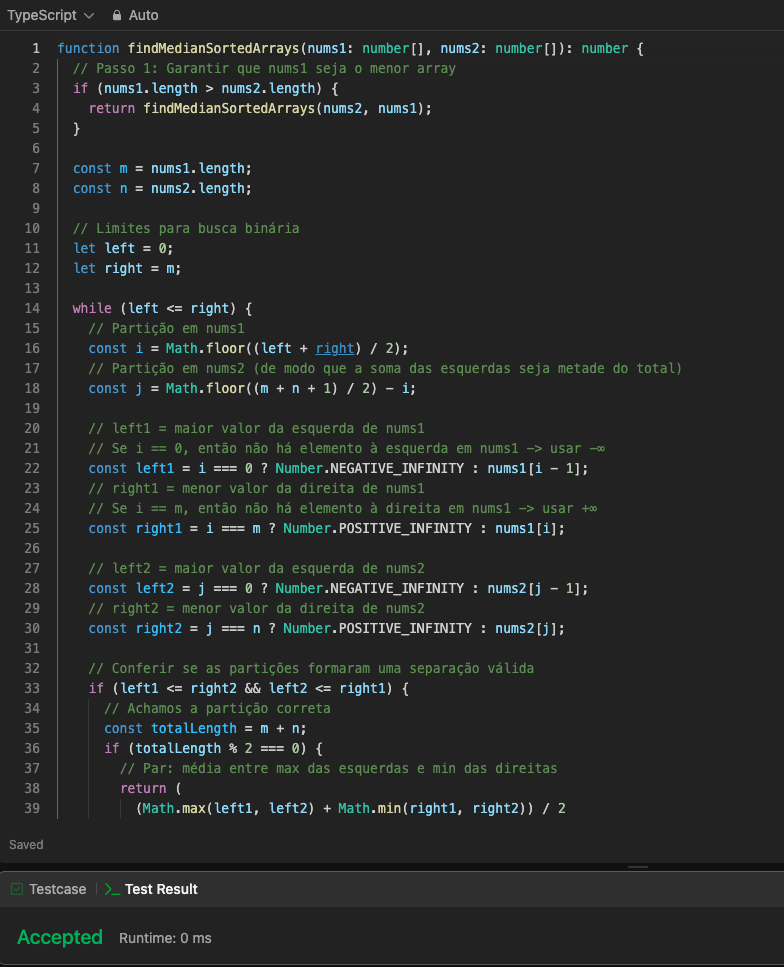 TypeScript Auto
1 function findMedianSortedArrays(nums1: number[], nums2: number[]): number {
2 // Passo 1: Garantir que nums1 seja o menor array
3 if (nums1.length > nums2.length) {
4 return findMedianSortedArrays(nums2, nums1);
5 }
6
7 const m = nums1.length;
8 const n = nums2.length;
9
10 // Limites para busca binária
11 let left = 0;
12 let right = m;
13
14 while (left <= right) {
15 // Partição em nums1
16 const i = Math.floor((left + right) / 2);
17 // Partição em nums2 (de modo que a soma das esquerdas seja metade do total)
18 const j = Math.floor((m + n + 1) / 2) - i;
19
20 // left1 = maior valor da esquerda de nums1
21 // Se i == 0, então não há elemento à esquerda em nums1 -> usar -∞
22 const left1 = i === 0 ? Number.NEGATIVE_INFINITY : nums1[i - 1];
23 // right1 = menor valor da direita de nums1
24 // Se i == m, então não há elemento à direita em nums1 -> usar +∞
25 const right1 = i === m ? Number.POSITIVE_INFINITY : nums1[i];
26
27 // left2 = maior valor da esquerda de nums2
28 const left2 = j === 0 ? Number.NEGATIVE_INFINITY : nums2[j - 1];
29 // right2 = menor valor da direita de nums2
30 const right2 = j === n ? Number.POSITIVE_INFINITY : nums2[j];
31
32 // Conferir se as partições formaram uma separação válida
33 if (left1 <= right2 && left2 <= right1) {
34 // Achamos a partição correta
35 const totalLength = m + n;
36 if (totalLength % 2 === 0) {
37 // Par: média entre max das esquerdas e min das direitas
38 return (
39 (Math.max(left1, left2) + Math.min(right1, right2)) / 2
Saved
Testcase Test Result
Accepted Runtime: 0 ms